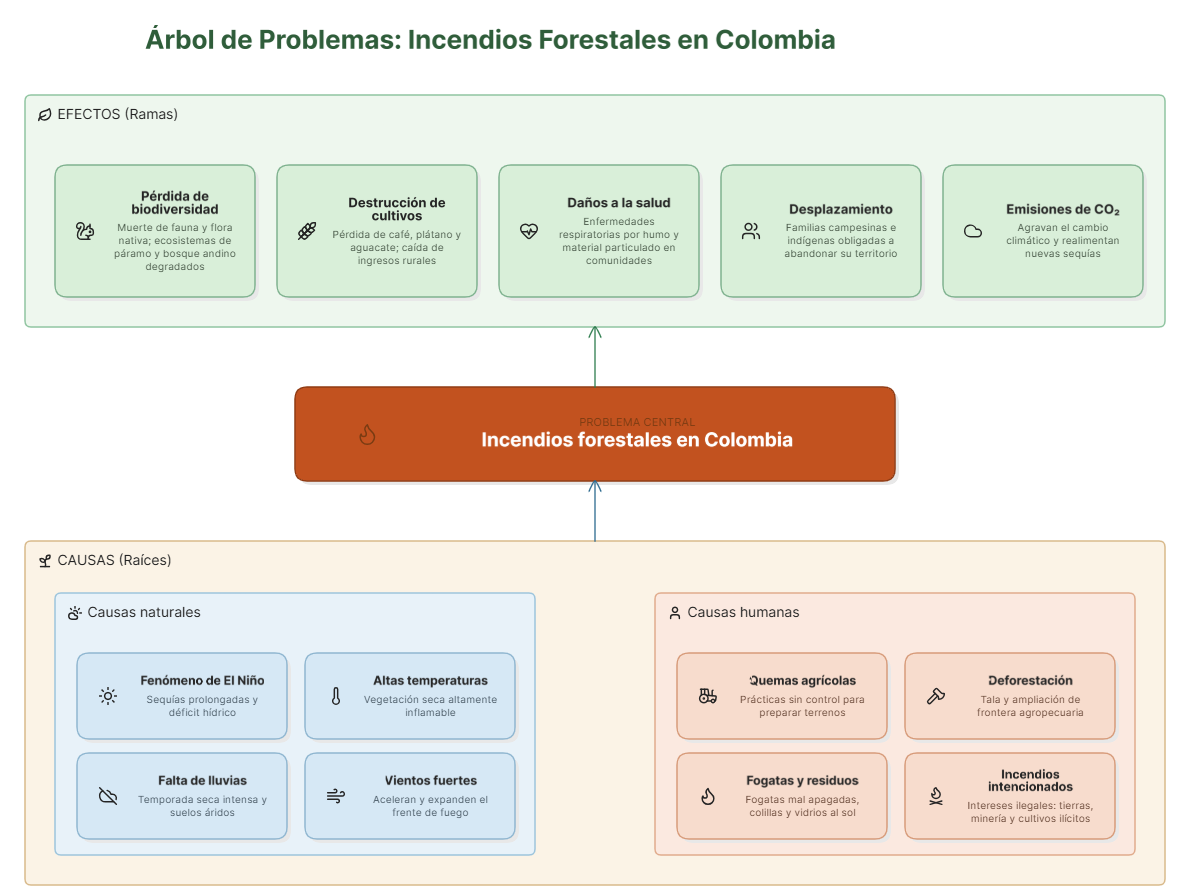 Árbol de Problemas: Incendios Forestales en Colombia
EFECTOS (Ramas)
Pérdida de
biodiversidad
Muerte de fauna y flora
nativa; ecosistemas de
páramo y bosque andino
degradados
Destrucción de
cultivos
Pérdida de café, plátano y
aguacate; caída de
ingresos rurales
Daños a la salud
Enfermedades
respiratorias por humo y
material particulado en
comunidades
Desplazamiento
Familias campesinas e
indígenas obligadas a
abandonar su territorio
Emisiones de CO₂
Agravan el cambio
climático y realimentan
nuevas sequías
PROBLEMA CENTRAL
Incendios forestales en Colombia
CAUSAS (Raíces)
Causas naturales
Fenómeno de El Niño
Sequías prolongadas y
déficit hídrico
Altas temperaturas
Vegetación seca altamente
inflamable
Falta de lluvias
Temporada seca intensa y
suelos áridos
Vientos fuertes
Aceleran y expanden el
frente de fuego
Causas humanas
Quemas agrícolas
Prácticas sin control para
preparar terrenos
Deforestación
Tala y ampliación de
frontera agropecuaria
Fogatas y residuos
Fogatas mal apagadas,
colillas y vidrios al sol
Incendios
intencionados
Intereses ilegales: tierras,
minería y cultivos ilícitos